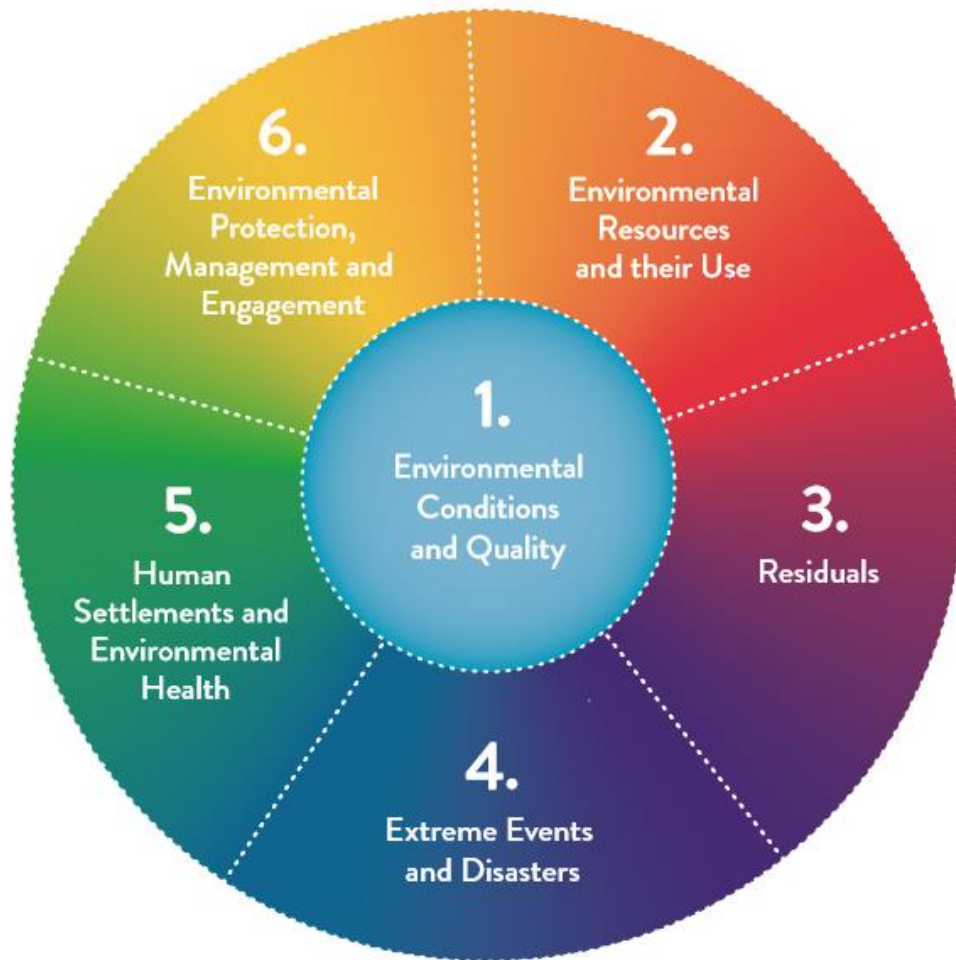 1.
Environmental
Conditions
and Quality
2.
Environmental
Resources
and their Use
3.
Residuals
4.
Extreme Events
and Disasters
5.
Human
Settlements and
Environmental
Health
6.
Environmental
Protection,
Management and
Engagement